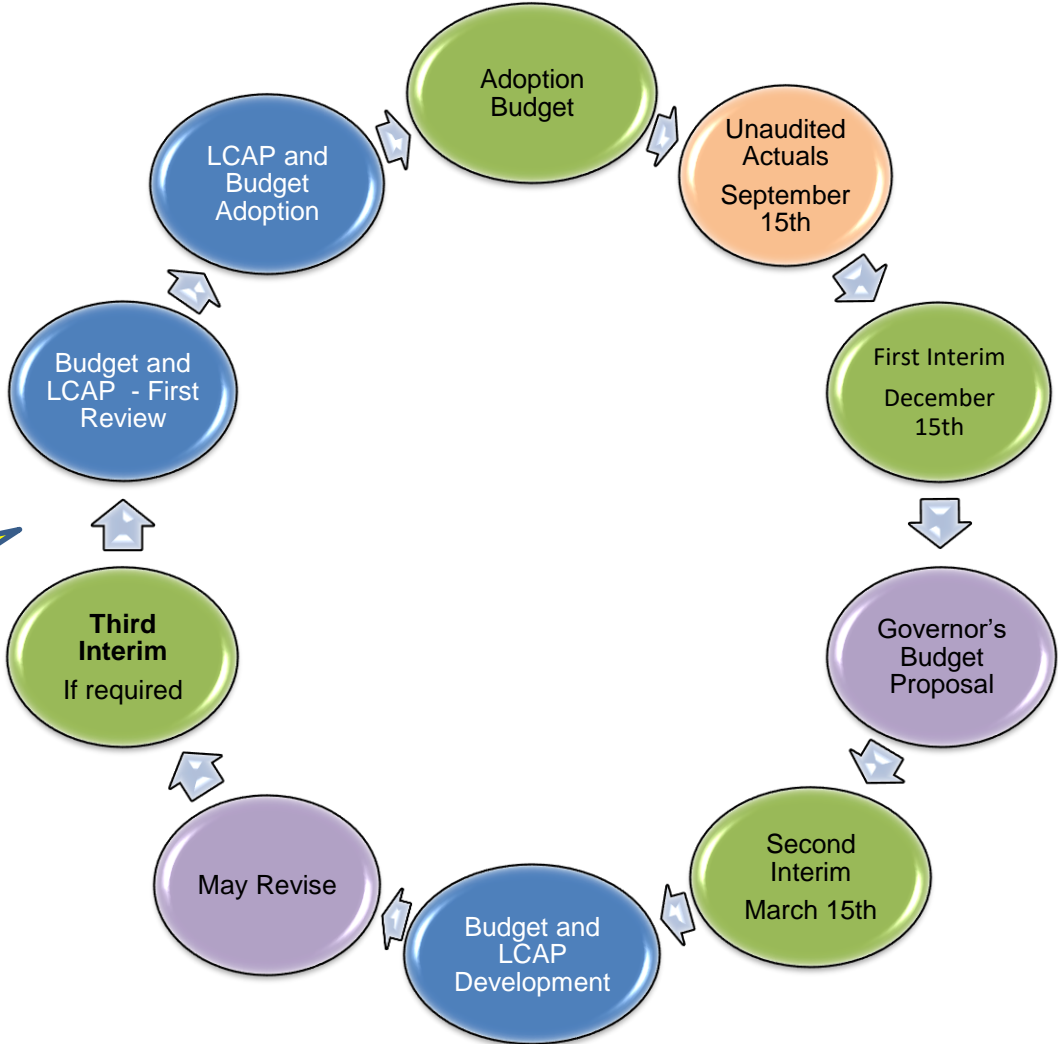 Adoption
Budget
Unaudited
Actuals
September
15th
First Interim
December
15th
Governor’s
Budget
Proposal
Second
Interim
March 15th
Budget and
LCAP
Development
May Revise
Third
Interim
If required
Budget and
LCAP - First
Review
LCAP and
Budget
Adoption